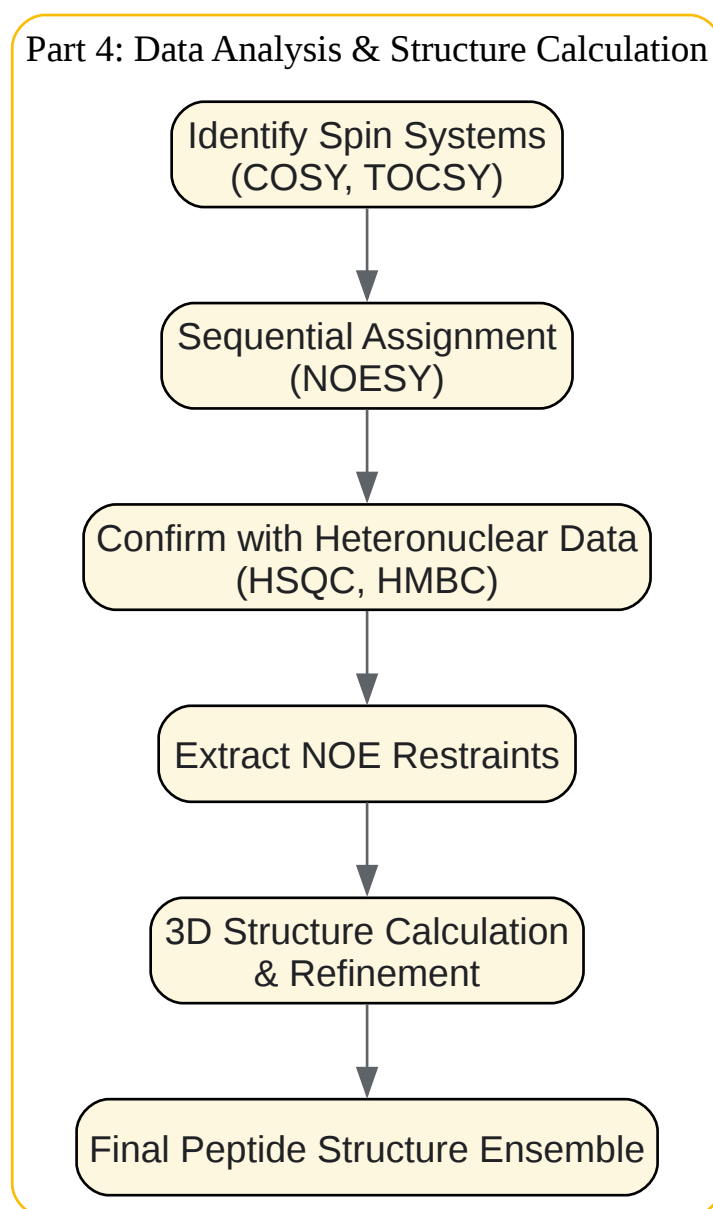 Part 4: Data Analysis & Structure Calculation
Identify Spin Systems
(COSY, TOCSY)
Sequential Assignment
(NOESY)
Confirm with Heteronuclear Data
(HSQC, HMBC)
Extract NOE Restraints
3D Structure Calculation
& Refinement
Final Peptide Structure Ensemble